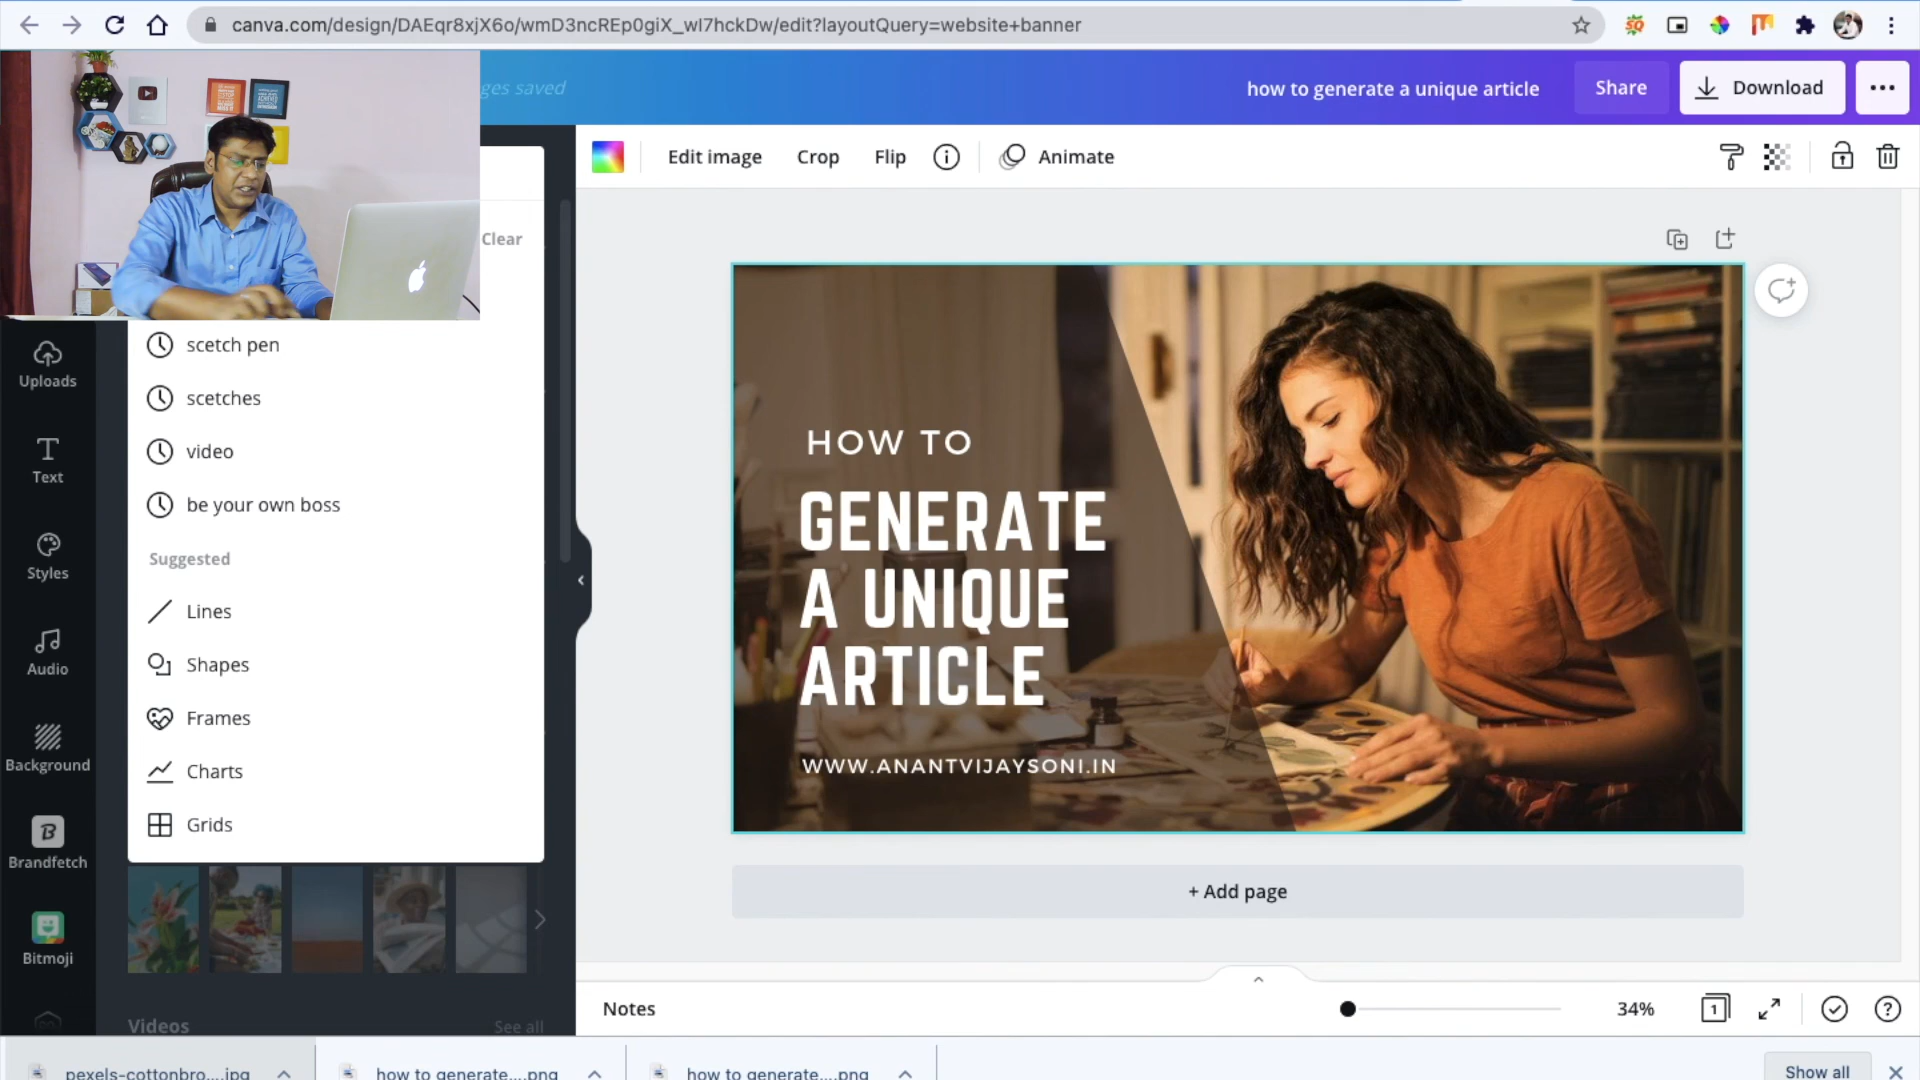 canva.com/design/DAEqr8xjX6o/wmD3ncREp0giX_wI7hckDw/edit?layoutQuery=website+banner
ges saved
how to generate a unique article
Share
Download
Edit image
Crop
Flip
Animate
Clear
scetch pen
scetches
video
be your own boss
Suggested
Lines
Shapes
Frames
Charts
Grids
Uploads
Text
Styles
Audio
Background
Brandfetch
Bitmoji
Videos
See all
HOW TO
GENERATE
A UNIQUE
ARTICLE
WWW.ANANTVIJAYSONI.IN
+ Add page
Notes
34%
1
pexels-cottonbro....jpg
how to generate....png
how to generate....png
Show all